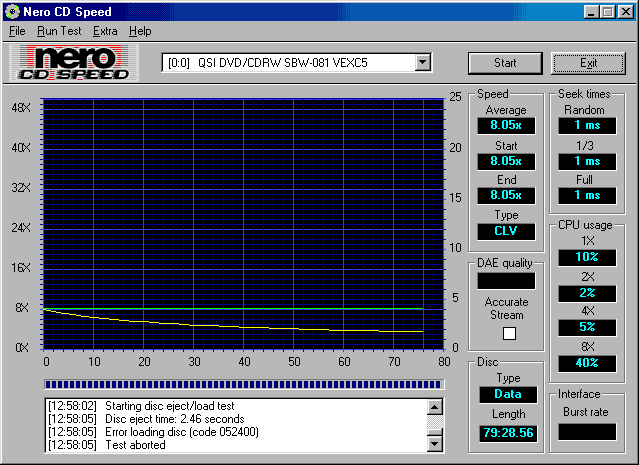 Nero CD Speed
File Run Test Extra Help
nero
CD SPEED
[0:0] QSI DVD/CDRW SBW-081 VEXC5
Start
Exit
48X
40X
32X
24X
16X
8X
0X
25
20
15
10
5
0
0 10 20 30 40 50 60 70 80
Speed
Average
8.05x
Start
8.05x
End
8.05x
Type
CLV
DAE quality
Accurate
Stream
Disc
Type
Data
Length
79:28.56
Seek times
Random
1 ms
1/3
1 ms
Full
1 ms
CPU usage
1X
10%
2X
2%
4X
5%
8X
40%
Interface
Burst rate
[12:58:02] Starting disc eject/load test
[12:58:05] Disc eject time: 2.46 seconds
[12:58:05] Error loading disc (code 052400)
[12:58:05] Test aborted